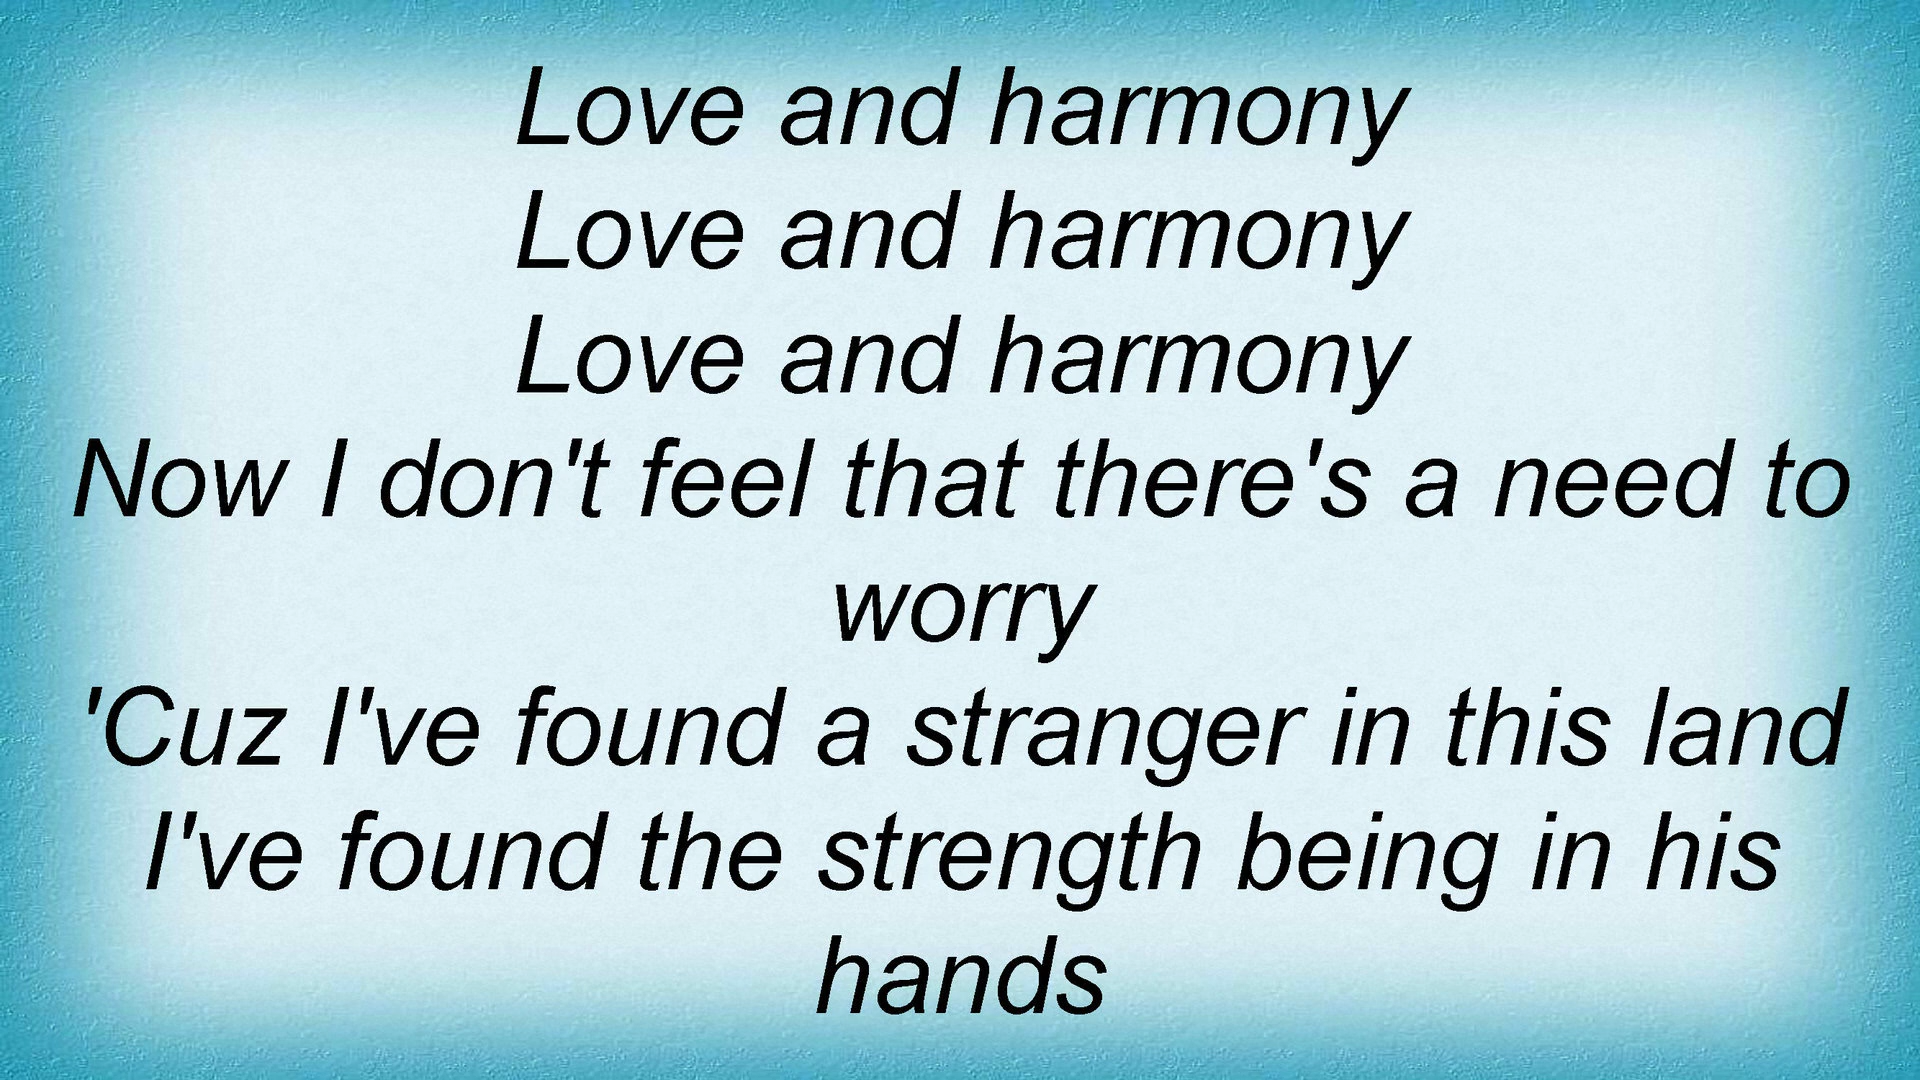 Love and harmony
Love and harmony
Love and harmony
Now I don't feel that there's a need to
worry
'Cuz I've found a stranger in this land
I've found the strength being in his
hands